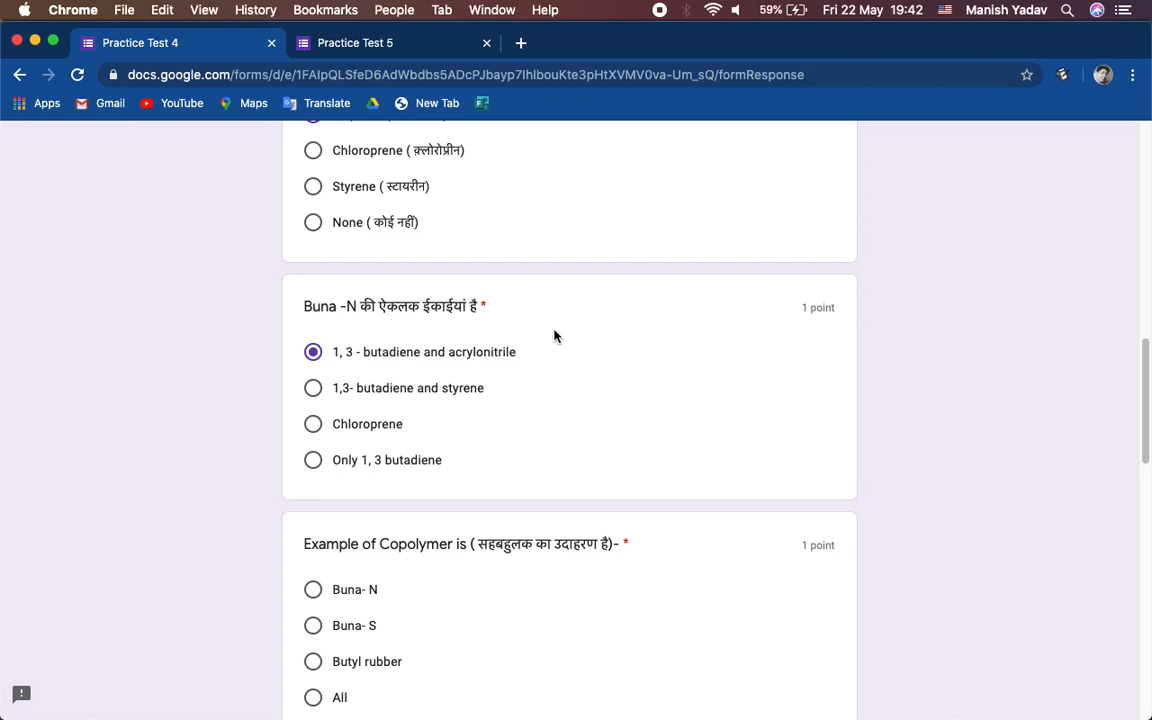 Chrome File Edit View History Bookmarks People Tab Window Help 59% Fri 22 May 19:42 Manish Yadav
Practice Test 4 Practice Test 5
docs.google.com/forms/d/e/1FAIpQLSfeD6AdWbdbs5ADcPJbayp7IhlbouKte3pHtXVMV0va-Um_sQ/formResponse
Apps Gmail YouTube Maps Translate New Tab
Chloroprene ( क़्लोरोप्रीन)
Styrene ( स्टायरीन)
None ( कोई नहीं)
Buna -N की ऐकलक ईकाईयां है * 1 point
1, 3 - butadiene and acrylonitrile
1,3- butadiene and styrene
Chloroprene
Only 1, 3 butadiene
Example of Copolymer is ( सहबहुलक का उदाहरण है)- * 1 point
Buna- N
Buna- S
Butyl rubber
All